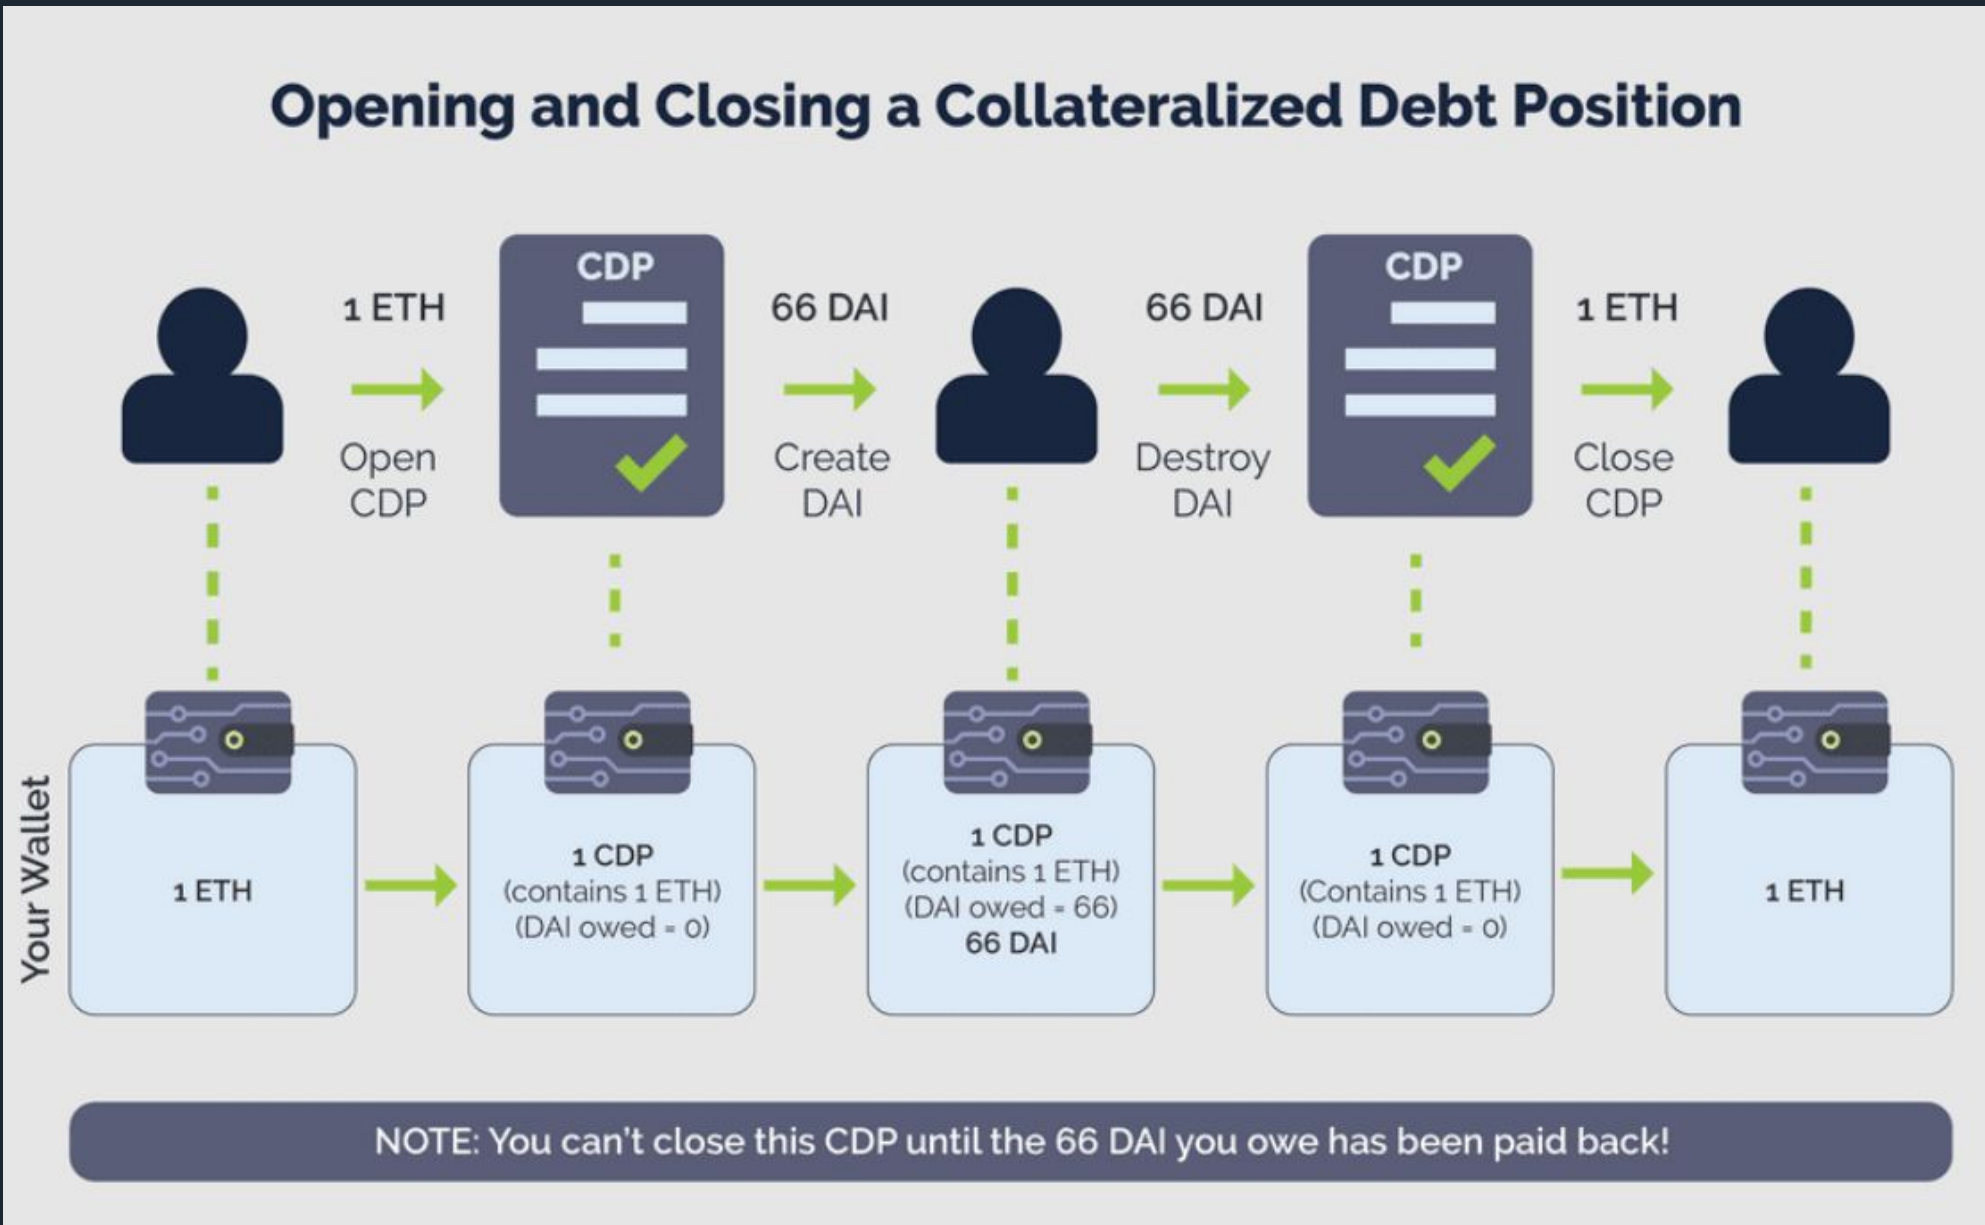 Opening and Closing a Collateralized Debt Position
1 ETH
Open
CDP
CDP
66 DAI
Create
DAI
66 DAI
Destroy
DAI
CDP
1 ETH
Close
CDP
Your Wallet
1 ETH
1 CDP
(contains 1 ETH)
(DAI owed = 0)
1 CDP
(contains 1 ETH)
(DAI owed = 66)
66 DAI
1 CDP
(Contains 1 ETH)
(DAI owed = 0)
1 ETH
NOTE: You can't close this CDP until the 66 DAI you owe has been paid back!